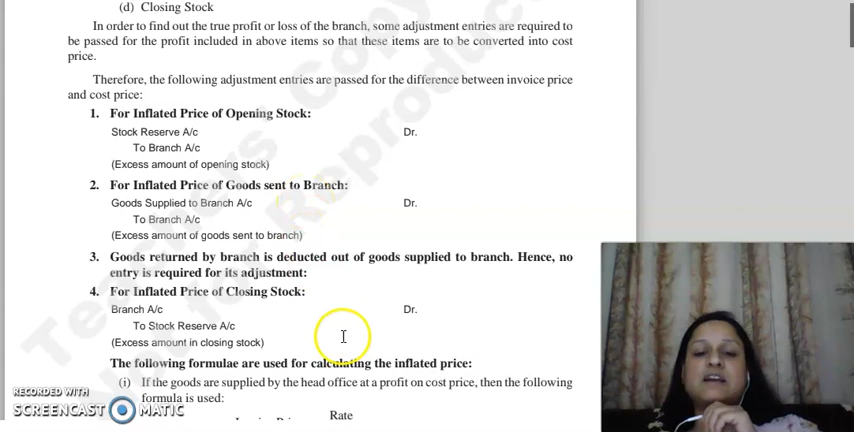 (d) Closing Stock
In order to find out the true profit or loss of the branch, some adjustment entries are required to
be passed for the profit included in above items so that these items are to be converted into cost
price.
Therefore, the following adjustment entries are passed for the difference between invoice price
and cost price:
1. For Inflated Price of Opening Stock:
Stock Reserve A/c Dr.
To Branch A/c
(Excess amount of opening stock)
2. For Inflated Price of Goods sent to Branch:
Goods Supplied to Branch A/c Dr.
To Branch A/c
(Excess amount of goods sent to branch)
3. Goods returned by branch is deducted out of goods supplied to branch. Hence, no
entry is required for its adjustment:
4. For Inflated Price of Closing Stock:
Branch A/c Dr.
To Stock Reserve A/c
(Excess amount in closing stock)
The following formulae are used for calculating the inflated price:
(i) If the goods are supplied by the head office at a profit on cost price, then the following
formula is used:
Rate
Teachers Copy
Not for Reproduc
RECORDED WITH
SCREENCAST MATIC